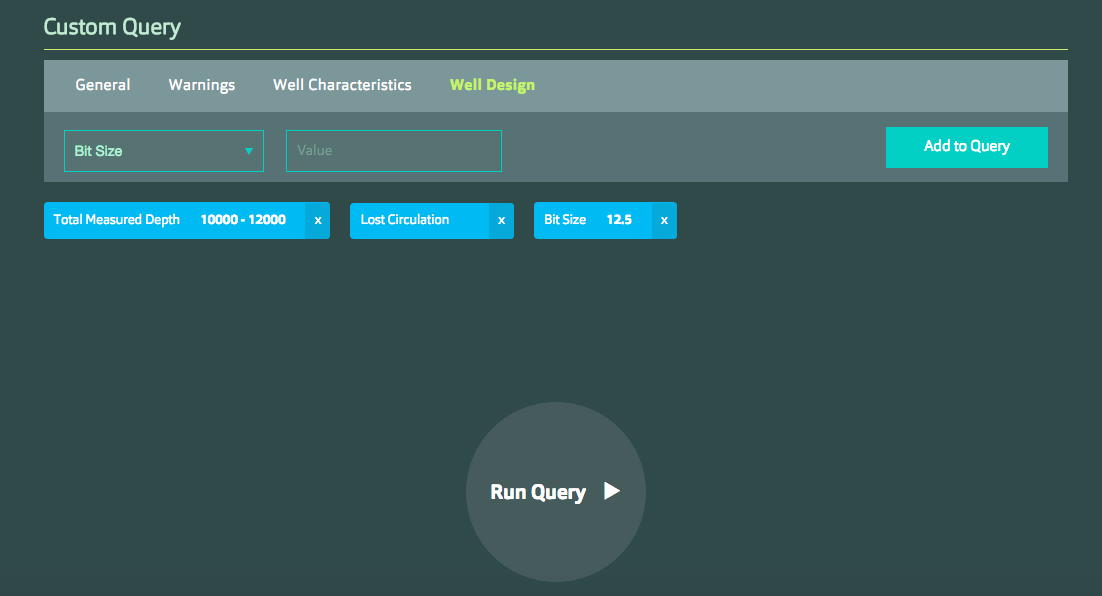 Custom Query
General Warnings Well Characteristics Well Design
Bit Size Value Add to Query
Total Measured Depth 10000 - 12000 x Lost Circulation x Bit Size 12.5 x
Run Query